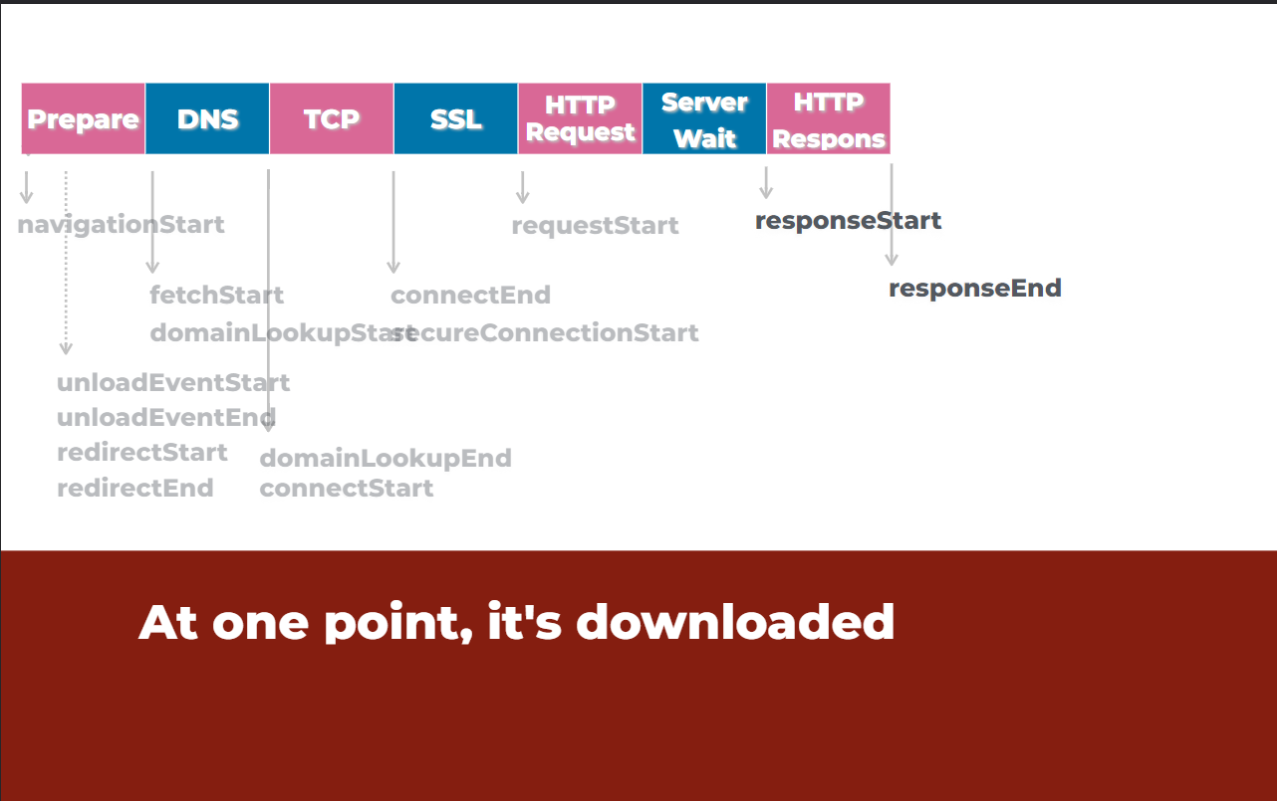 Prepare
DNS
TCP
SSL
HTTP
Request
Server
Wait
HTTP
Respons
navigationStart
requestStart
responseStart
responseEnd
fetchStart
connectEnd
domainLookupStart
secureConnectionStart
unloadEventStart
unloadEventEnd
redirectStart
redirectEnd
domainLookupEnd
connectStart
At one point, it's downloaded